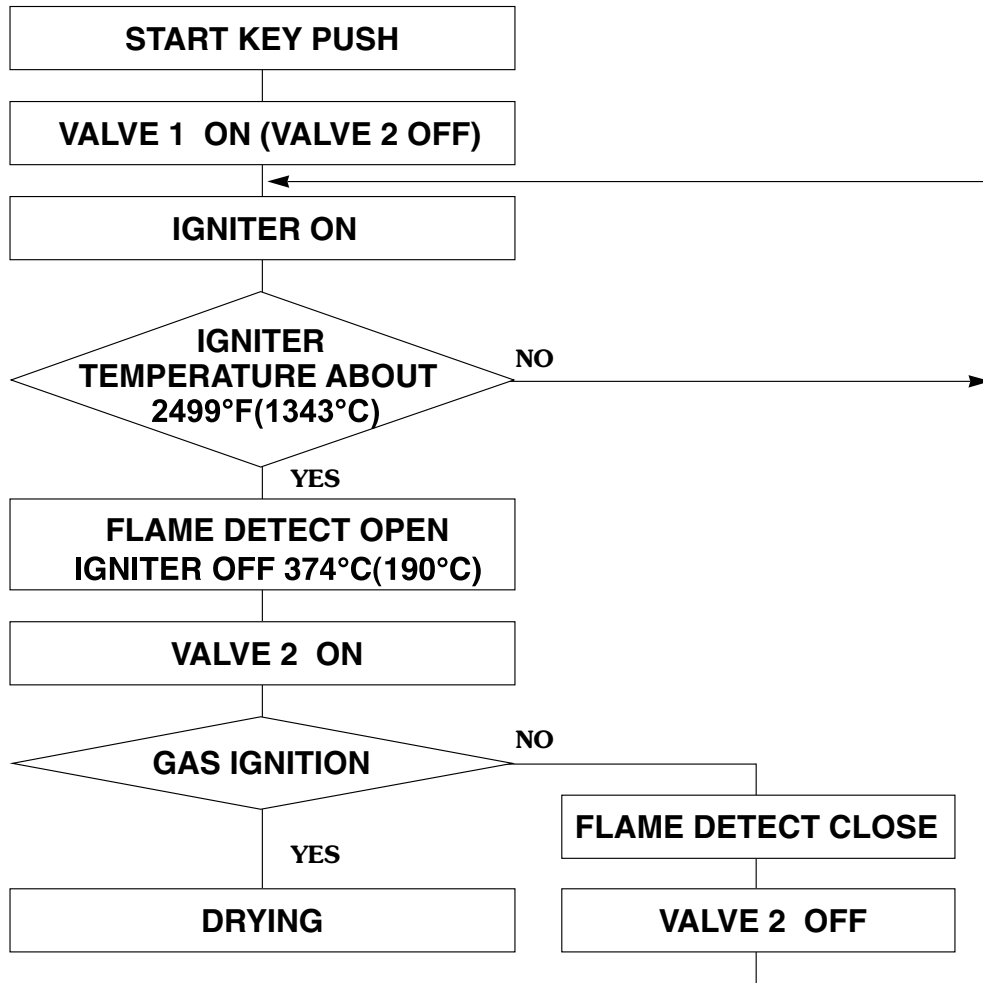 START KEY PUSH
VALVE 1 ON (VALVE 2 OFF)
IGNITER ON
IGNITER
TEMPERATURE ABOUT
2499°F(1343°C)
NO
YES
FLAME DETECT OPEN
IGNITER OFF 374°C(190°C)
VALVE 2 ON
GAS IGNITION
NO
YES
FLAME DETECT CLOSE
DRYING
VALVE 2 OFF